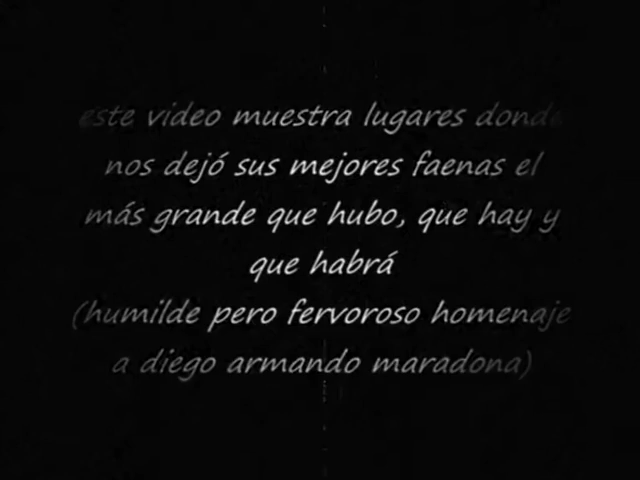 este video muestra lugares donde
nos dejó sus mejores faenas el
más grande que hubo, que hay y
que habrá
(humilde pero fervoroso homenaje
a diego armando maradona)